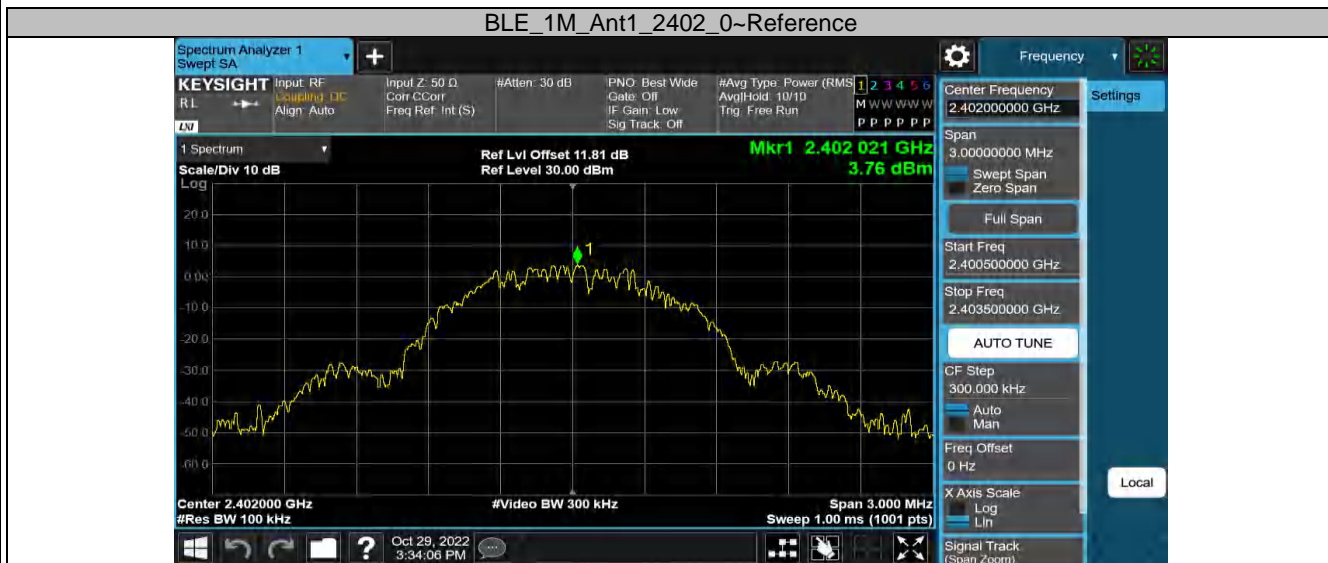 BLE_1M_Ant1_2402_0~Reference
Spectrum Analyzer 1
Swept SA
+
Frequency
KEYSIGHT
RL
LXI
Input: RF
Coupling: DC
Align: Auto
Input Z: 50 Ω
Corr CCorr
Freq Ref: Int (S)
#Atten: 30 dB
PNO: Best Wide
Gate: Off
IF Gain: Low
Sig Track: Off
#Avg Type: Power (RMS
Avg|Hold: 10/10
Trig: Free Run
1 2 3 4 5 6
M W W W W W
P P P P P P
1 Spectrum
Scale/Div 10 dB
Ref Lvl Offset 11.81 dB
Ref Level 30.00 dBm
Mkr1 2.402 021 GHz
3.76 dBm
Log
20.0
10.0
0.00
-10.0
-20.0
-30.0
-40.0
-50.0
-60.0
1
Center 2.402000 GHz
#Res BW 100 kHz
#Video BW 300 kHz
Span 3.000 MHz
Sweep 1.00 ms (1001 pts)
?
Oct 29, 2022
3:34:06 PM
Center Frequency
2.402000000 GHz
Settings
Span
3.00000000 MHz
Swept Span
Zero Span
Full Span
Start Freq
2.400500000 GHz
Stop Freq
2.403500000 GHz
AUTO TUNE
CF Step
300.000 kHz
Auto
Man
Freq Offset
0 Hz
X Axis Scale
Log
Lin
Signal Track
(Span Zoom)
Local